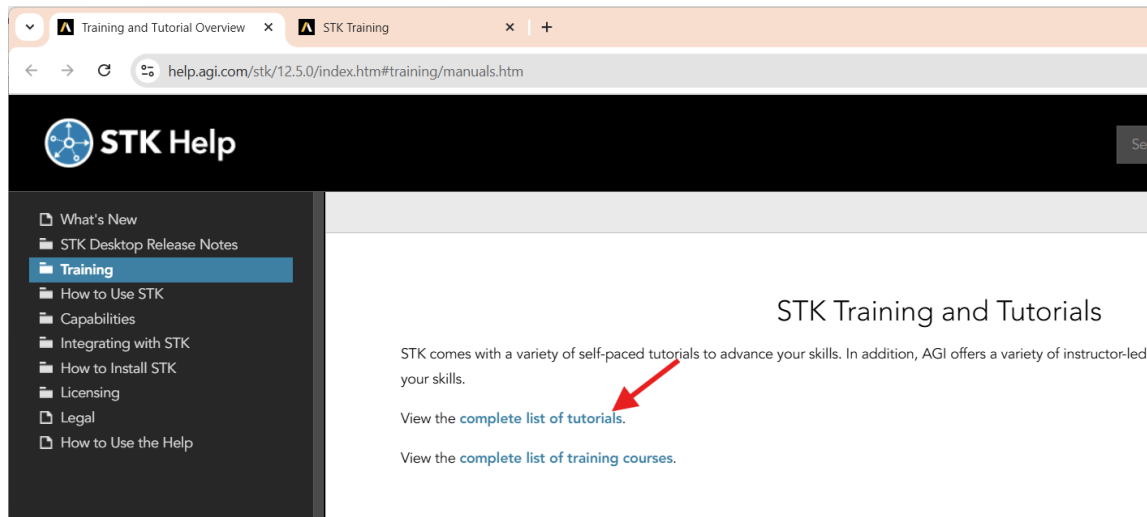 Training and Tutorial Overview
STK Training
help.agi.com/stk/12.5.0/index.htm#training/manuals.htm
STK Help
Se
What's New
STK Desktop Release Notes
Training
How to Use STK
Capabilities
Integrating with STK
How to Install STK
Licensing
Legal
How to Use the Help
STK Training and Tutorials
STK comes with a variety of self-paced tutorials to advance your skills. In addition, AGI offers a variety of instructor-led
your skills.
View the complete list of tutorials.
View the complete list of training courses.